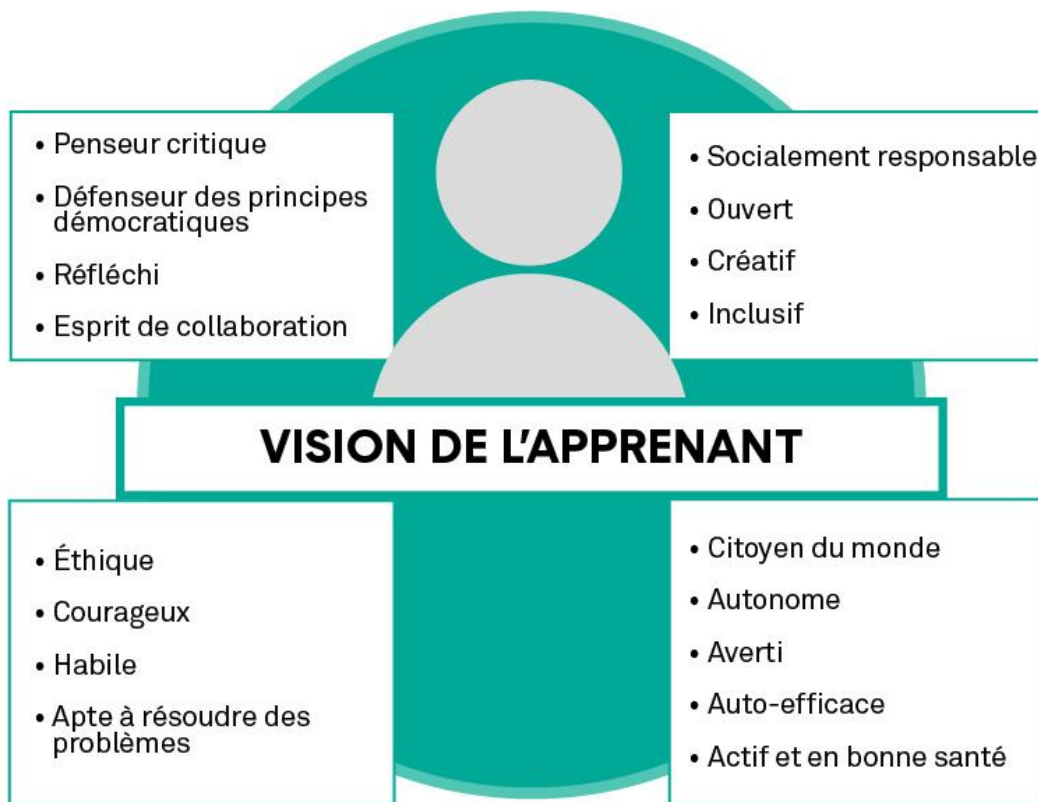 • Penseur critique
• Défenseur des principes
démocratiques
• Réfléchi
• Esprit de collaboration
• Socialement responsable
• Ouvert
• Créatif
• Inclusif
VISION DE L’APPRENANT
• Éthique
• Courageux
• Habile
• Apte à résoudre des
problèmes
• Citoyen du monde
• Autonome
• Averti
• Auto-efficace
• Actif et en bonne santé